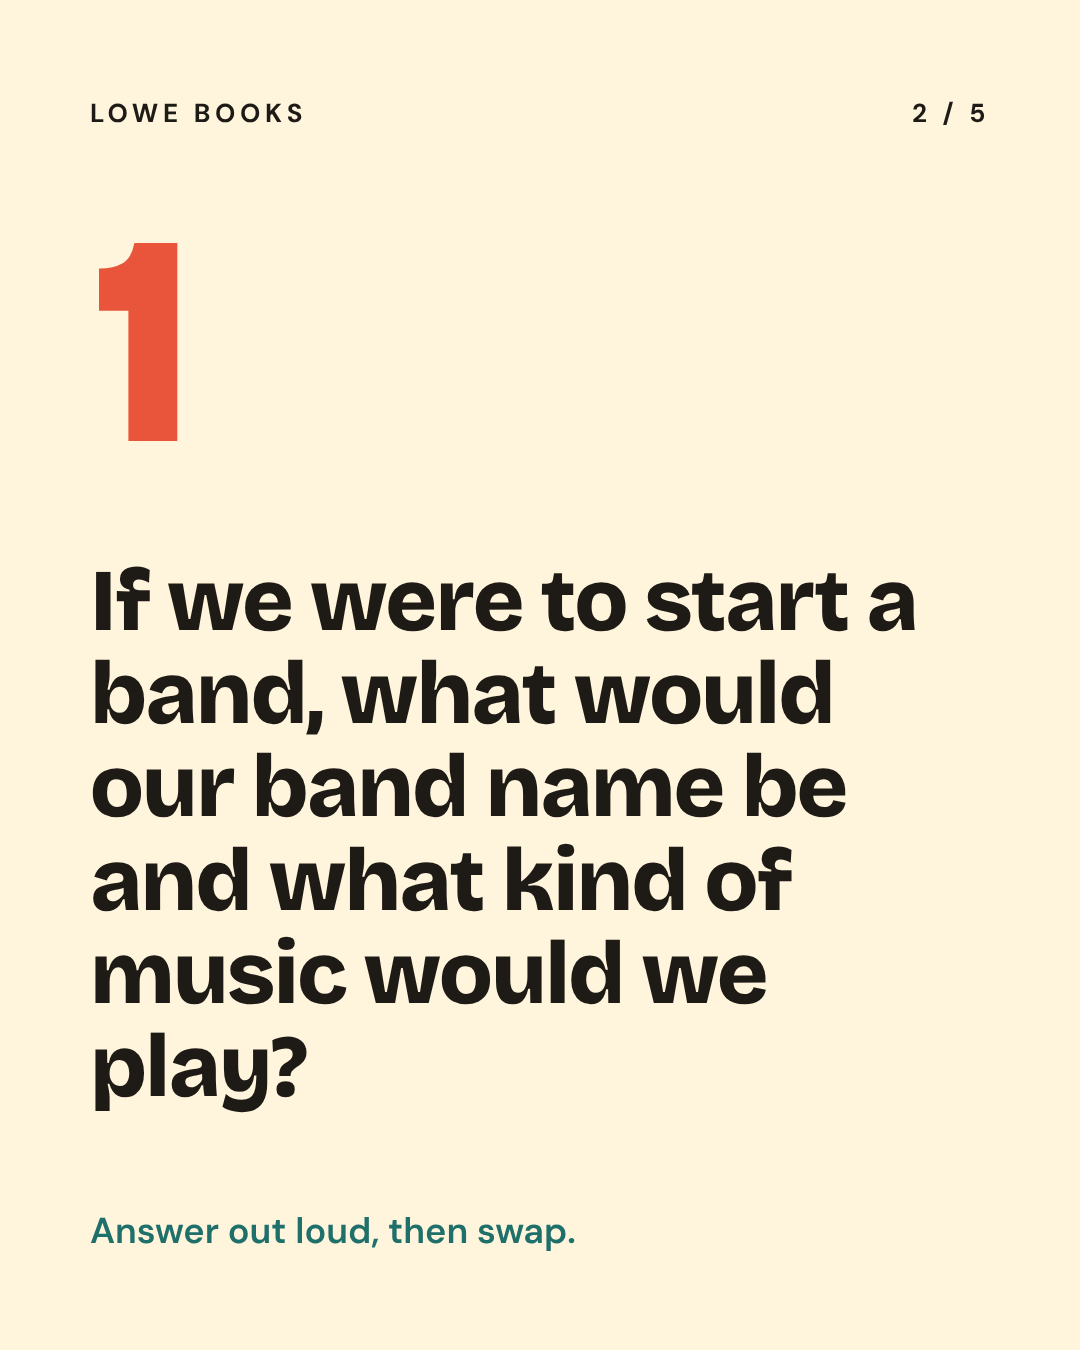 LOWE BOOKS
2 / 5
1
If we were to start a
band, what would
our band name be
and what kind of
music would we
play?
Answer out loud, then swap.